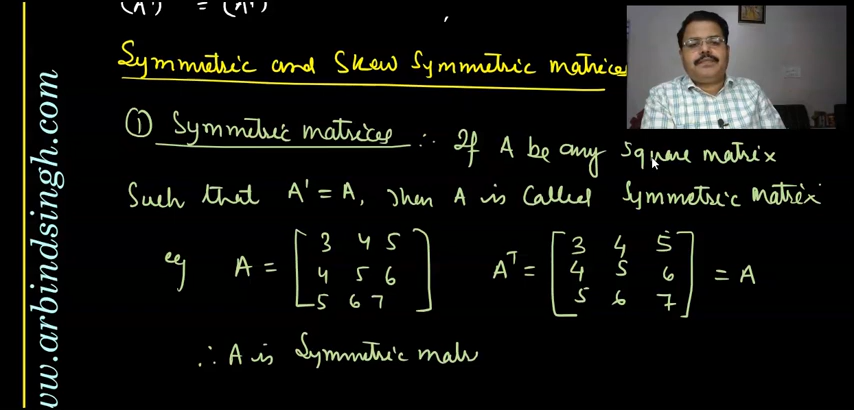 Symmetric and Skew Symmetric matrices
① Symmetric matrices ∴ If A be any square matrix
Such that A' = A, then A is called Symmetric Matrix
eg A = [3 4 5 A^T = [3 4 5 = A
4 5 6 4 5 6
5 6 7] 5 6 7]
∴ A is Symmetric matr
ww.arbindsingh.com